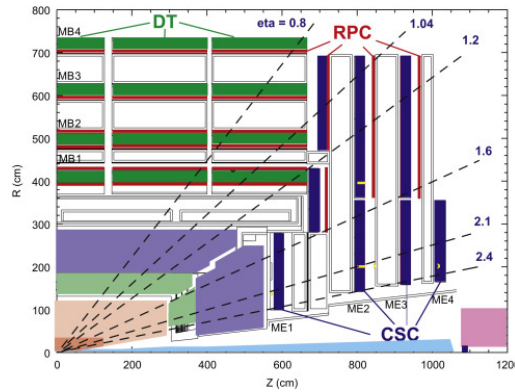 DT
eta = 0.8
1.04
RPC
1.2
MB4
MB3
MB2
MB1
1.6
2.1
2.4
ME1
ME2
ME3
ME4
CSC
R (cm)
800
700
600
500
400
300
200
100
0
0
200
400
600
800
1000
1200
Z (cm)